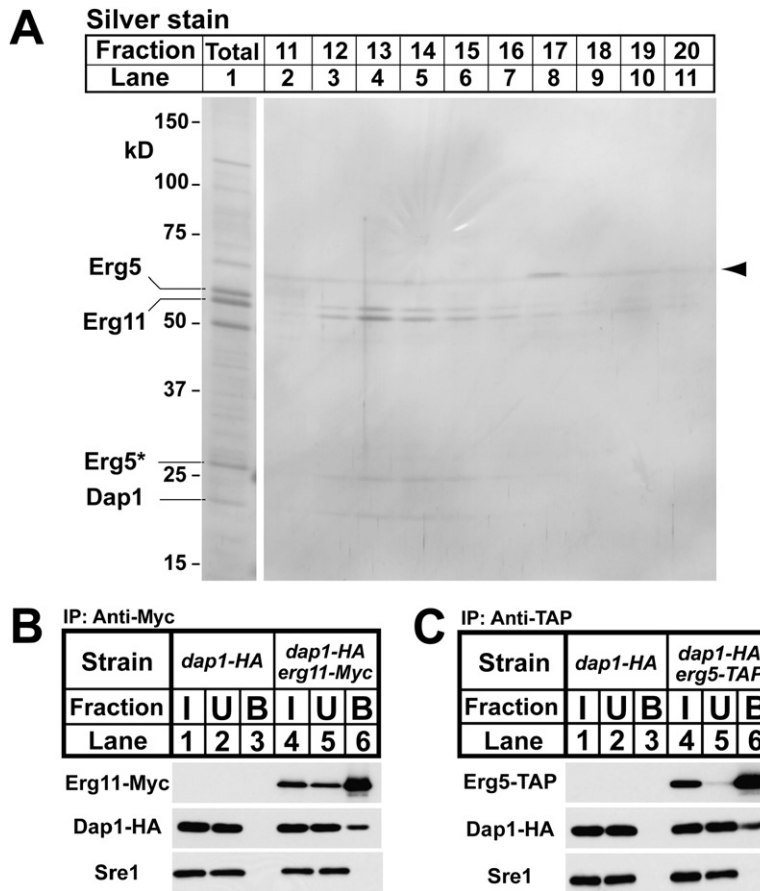 A
Silver stain
Fraction Total 11 12 13 14 15 16 17 18 19 20
Lane 1 2 3 4 5 6 7 8 9 10 11
150
kD
100
75
Erg5
Erg11
50
37
Erg5*
25
Dap1
15
B
IP: Anti-Myc
Strain dap1-HA dap1-HA erg11-Myc
Fraction I U B I U B
Lane 1 2 3 4 5 6
Erg11-Myc
Dap1-HA
Sre1
C
IP: Anti-TAP
Strain dap1-HA dap1-HA erg5-TAP
Fraction I U B I U B
Lane 1 2 3 4 5 6
Erg5-TAP
Dap1-HA
Sre1